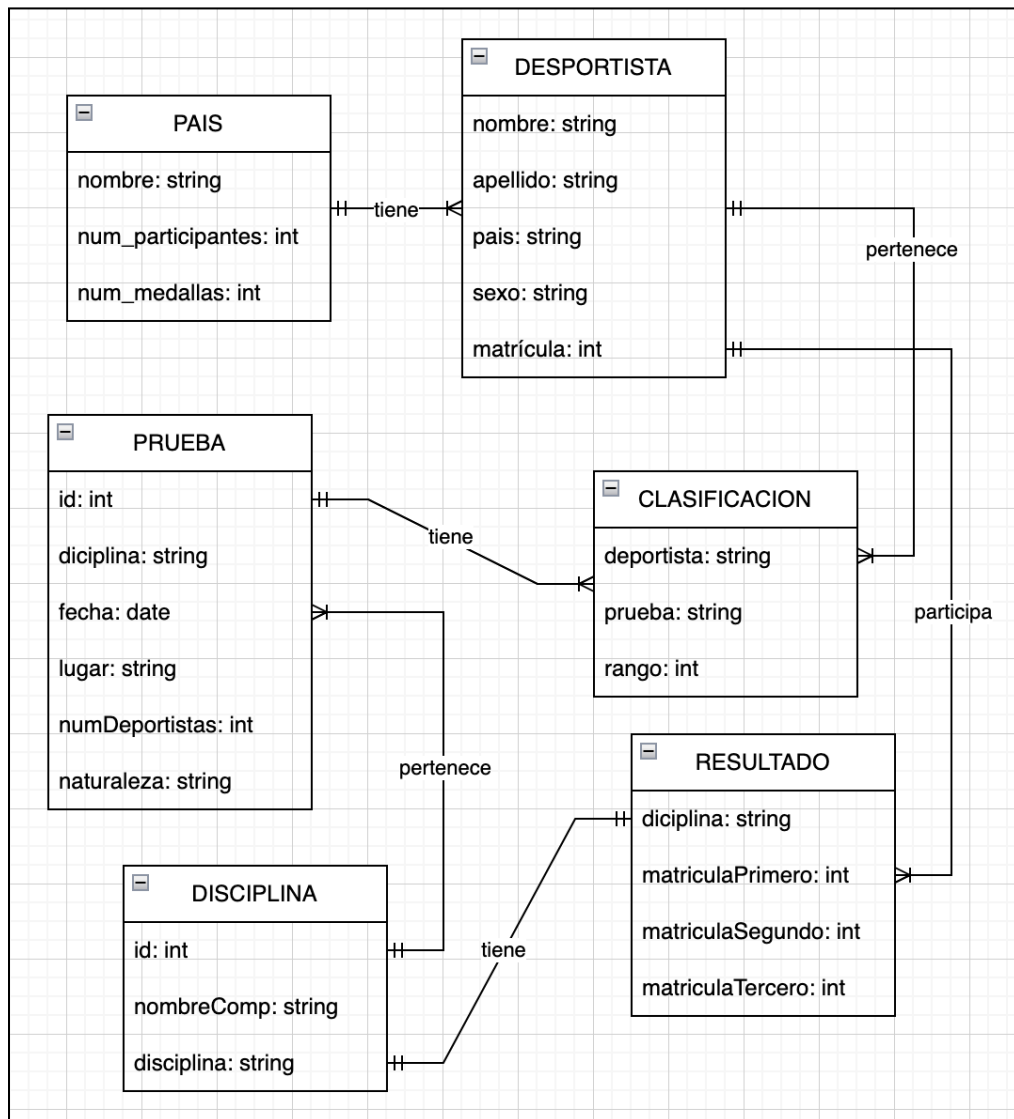 DESPORTISTA
nombre: string
apellido: string
pais: string
sexo: string
matrícula: int
PAIS
nombre: string
num_participantes: int
num_medallas: int
tiene
pertenece
PRUEBA
id: int
diciplina: string
fecha: date
lugar: string
numDeportistas: int
naturaleza: string
tiene
CLASIFICACION
deportista: string
prueba: string
rango: int
participa
pertenece
RESULTADO
diciplina: string
matriculaPrimero: int
matriculaSegundo: int
matriculaTercero: int
DISCIPLINA
id: int
nombreComp: string
disciplina: string
tiene